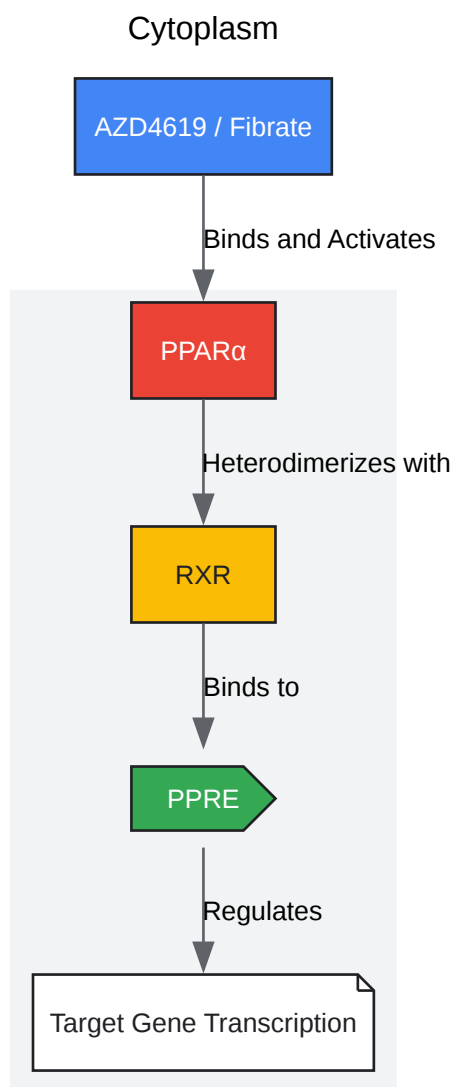 Cytoplasm
AZD4619 / Fibrate
Binds and Activates
PPARα
Heterodimerizes with
RXR
Binds to
PPRE
Regulates
Target Gene Transcription